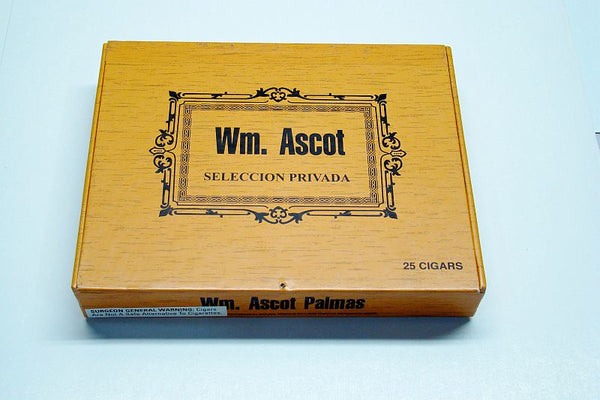 Wm. Ascot
SELECCION PRIVADA
25 CIGARS
Wm. Ascot Palmas
SURGEON GENERAL WARNING: Cigars
Are Not A Safe Alternative To Cigarettes.